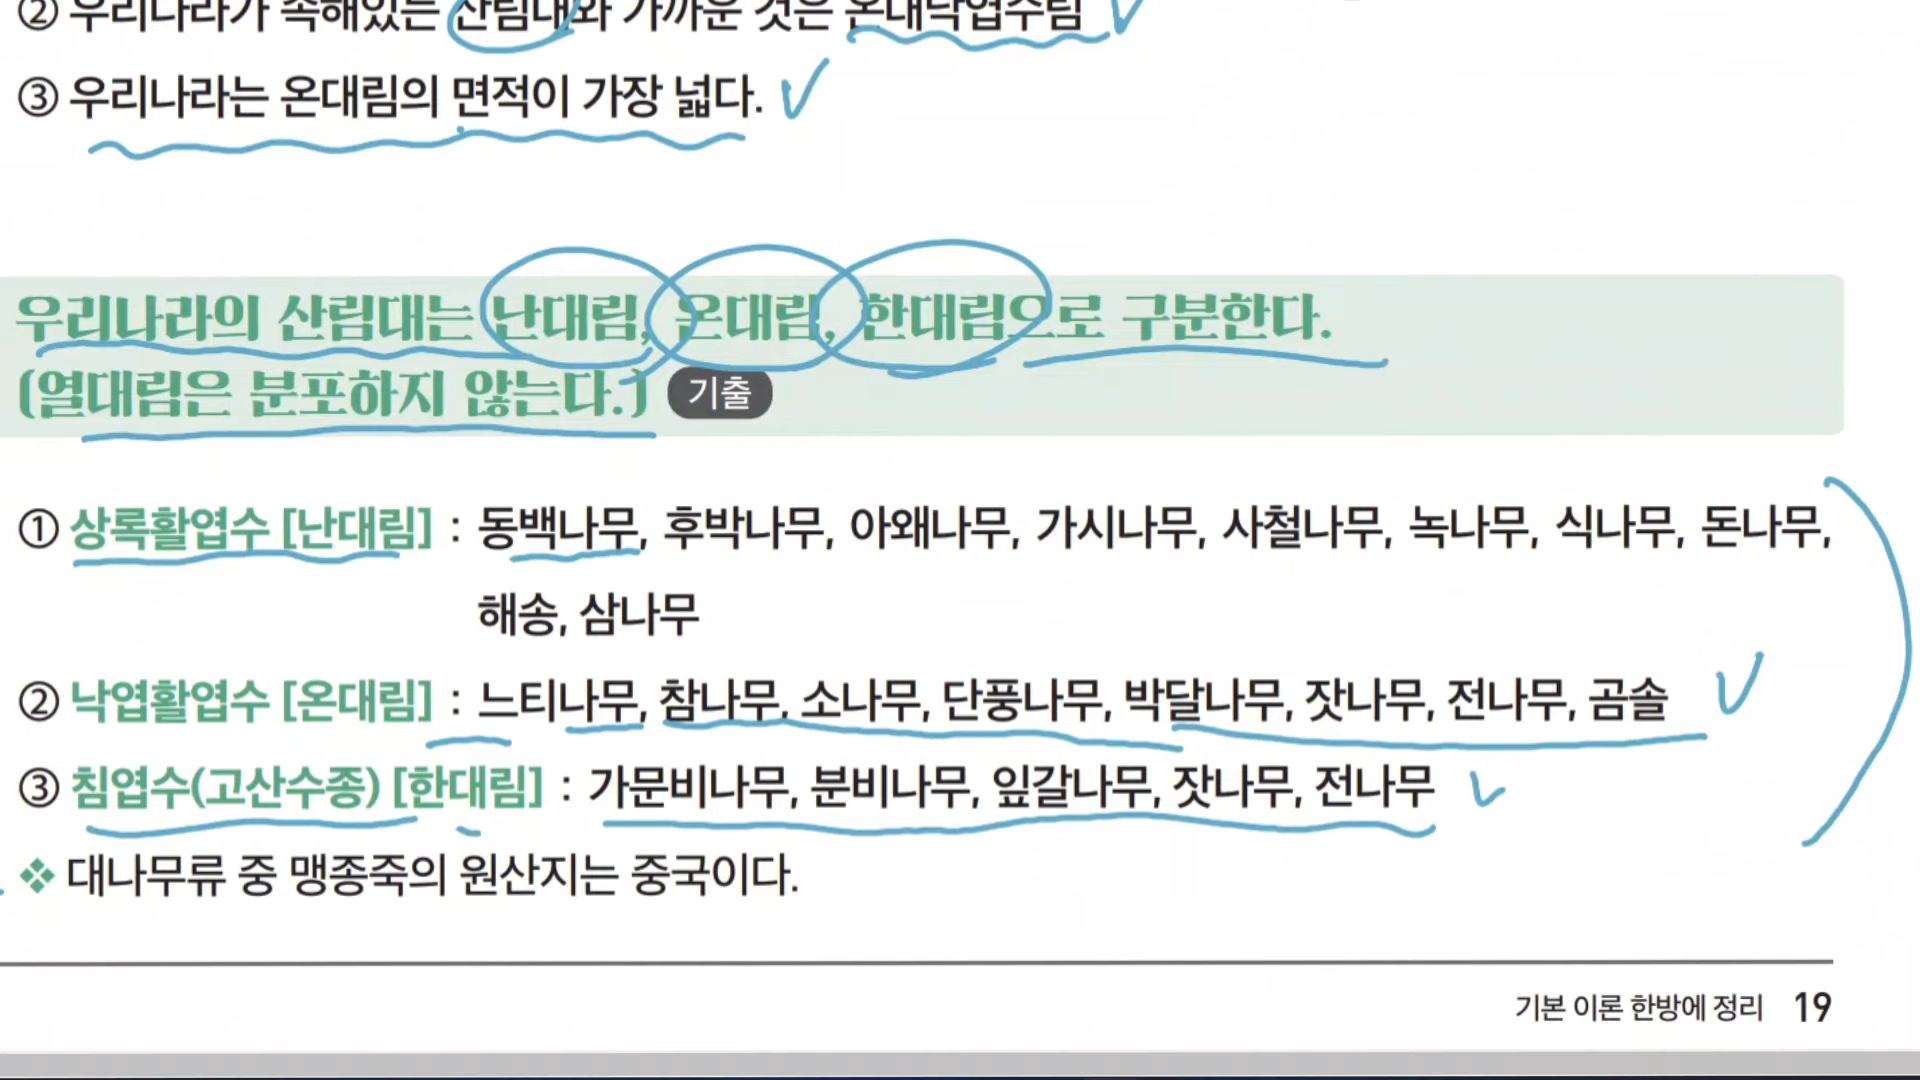 ② 우리나라가 속해있는 산림대와 가까운 것은 온대낙엽수림
③ 우리나라는 온대림의 면적이 가장 넓다.
우리나라의 산림대는 난대림, 온대림, 한대림으로 구분한다.
(열대림은 분포하지 않는다.) 기출
① 상록활엽수 [난대림] : 동백나무, 후박나무, 아왜나무, 가시나무, 사철나무, 녹나무, 식나무, 돈나무,
해송, 삼나무
② 낙엽활엽수 [온대림] : 느티나무, 참나무, 소나무, 단풍나무, 박달나무, 잣나무, 전나무, 곰솔
③ 침엽수(고산수종) [한대림] : 가문비나무, 분비나무, 잎갈나무, 잣나무, 전나무
❖ 대나무류 중 맹종죽의 원산지는 중국이다.
기본 이론 한방에 정리 19